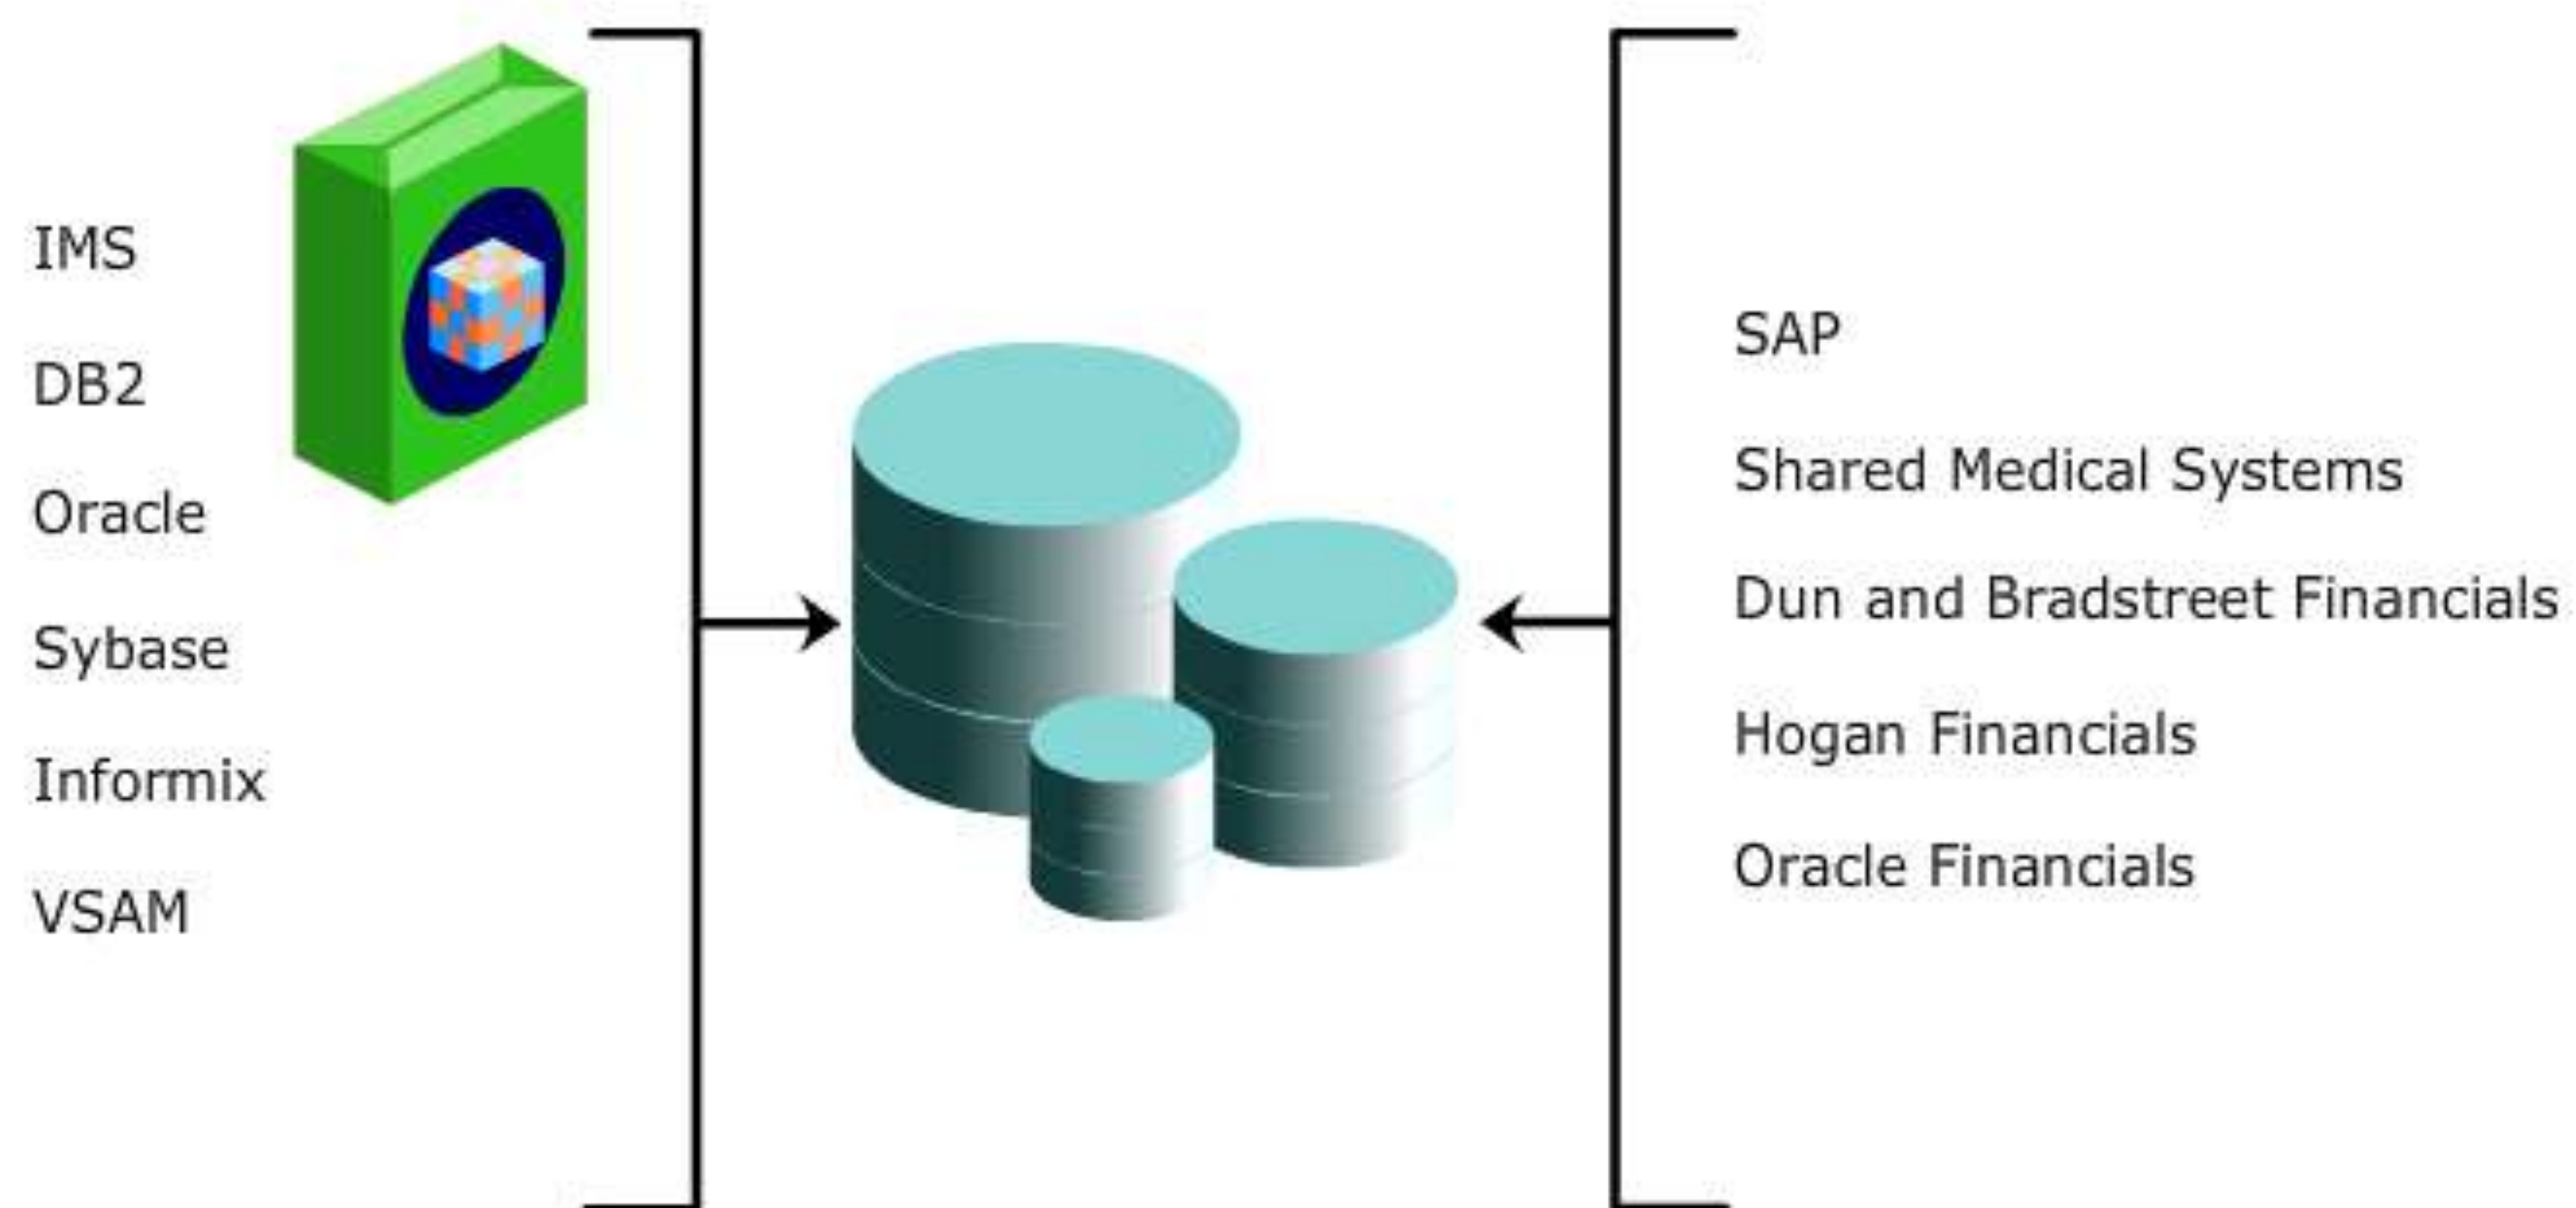 IMS
DB2
Oracle
Sybase
Informix
VSAM
SAP
Shared Medical Systems
Dun and Bradstreet Financials
Hogan Financials
Oracle Financials